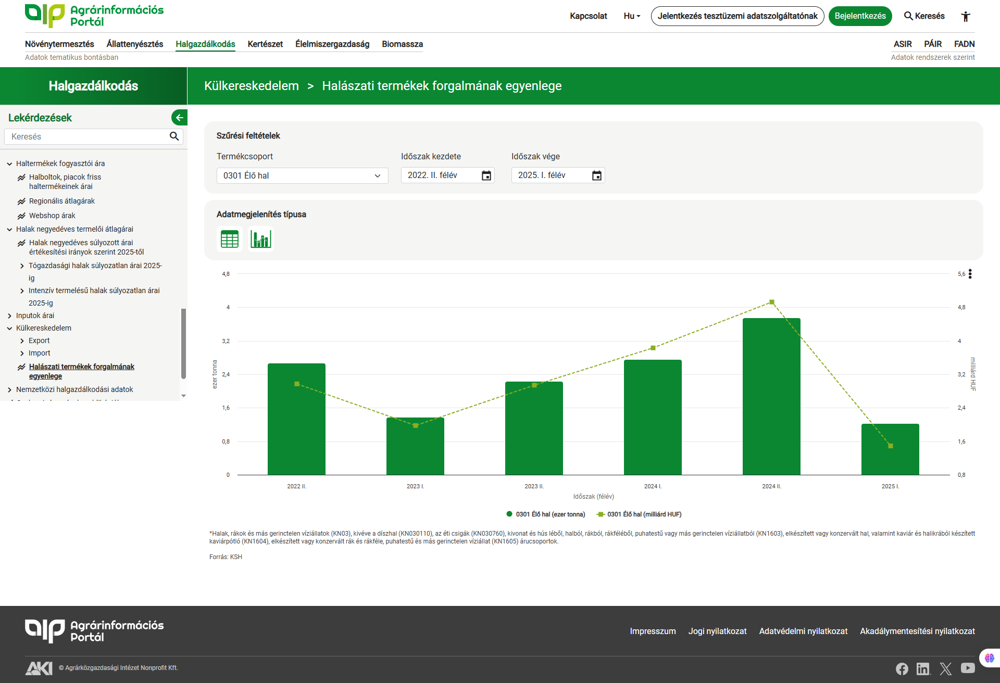 Agrárinformációs
Portál
Kapcsolat
Hu
Jelentkezés tesztüzemi adatszolgáltatónak
Bejelentkezés
Keresés
Növénytermesztés
Állattenyésztés
Halgazdálkodás
Kertészet
Élelmiszergazdaság
Biomassza
Adatok tematikus bontásban
ASIR
PÁIR
FADN
Adatok rendszerek szerint
Halgazdálkodás
Külkereskedelem > Halászati termékek forgalmának egyenlege
Lekérdezések
Keresés
Haltermékek fogyasztói ára
Halboltok, piacok friss
haltermékeinek árai
Regionális átlagárak
Webshop árak
Halak negyedéves termelői átlagárai
Halak negyedéves súlyozott árai
értékesítési irányok szerint 2025-től
Tógazdasági halak súlyozatlan árai 2025-
ig
Intenzív termelésű halak súlyozatlan árai
2025-ig
Inputok árai
Külkereskedelem
Export
Import
Halászati termékek forgalmának
egyenlege
Nemzetközi halgazdálkodási adatok
Szűrési feltételek
Termékcsoport
Időszak kezdete
Időszak vége
0301 Élő hal
2022. II. félév
2025. I. félév
Adatmegjelenítés típusa
4,8
4
3,2
2,4
1,6
0,8
0
ezer tonna
5,6
4,8
4
3,2
2,4
1,6
0,8
milliárd HUF
2022 II.
2023 I.
2023 II.
2024 I.
2024 II.
2025 I.
Időszak (félév)
0301 Élő hal (ezer tonna)
0301 Élő hal (milliárd HUF)
*Halak, rákok és más gerinctelen víziállatok (KN03), kivéve a díszhal (KN030110), az éti csigák (KN030760), kivonat és hús léből, halból, rákból, rákféléből, puhatestű vagy más gerinctelen víziállatból (KN1603), elkészített vagy konzervált hal, valamint kaviár és halikrából készített
kaviárpótló (KN1604), elkészített vagy konzervált rák és rákféle, puhatestű és más gerinctelen víziállat (KN1605) árucsoportok.
Forrás: KSH
Agrárinformációs
Portál
Impresszum
Jogi nyilatkozat
Adatvédelmi nyilatkozat
Akadálymentesítési nyilatkozat
AKI
© Agrárközgazdasági Intézet Nonprofit Kft.